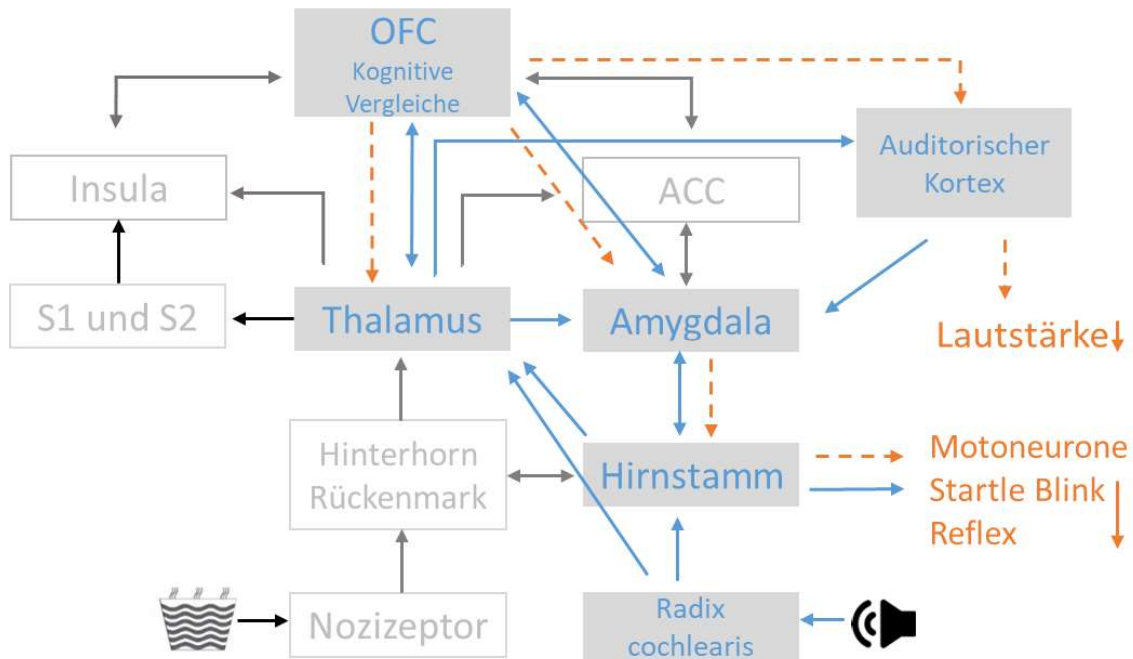 OFC
Kognitive
Vergleiche
Auditorischer
Kortex
Insula
ACC
S1 und S2
Thalamus
Amygdala
Lautstärke
Hinterhorn
Rückenmark
Hirnstamm
Motoneurone
Startle Blink
Reflex
Nozizeptor
Radix
cochlearis